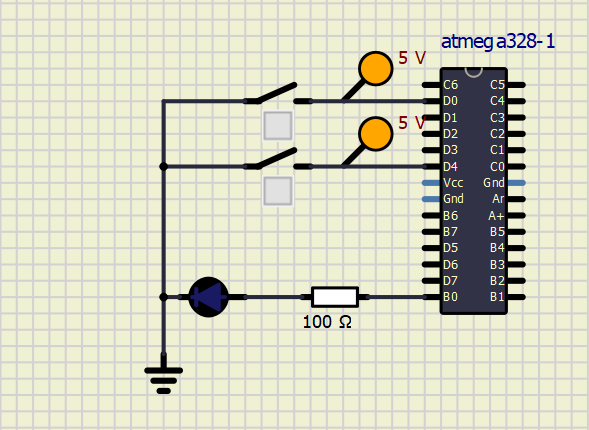 atmega328-1
5 V
5 V
100 Ω
C6 C5
D0 C4
D1 C3
D2 C2
D3 C1
D4 C0
Vcc Gnd
Gnd Ar
B6 A+
B7 B5
D5 B4
D6 B3
D7 B2
B0 B1